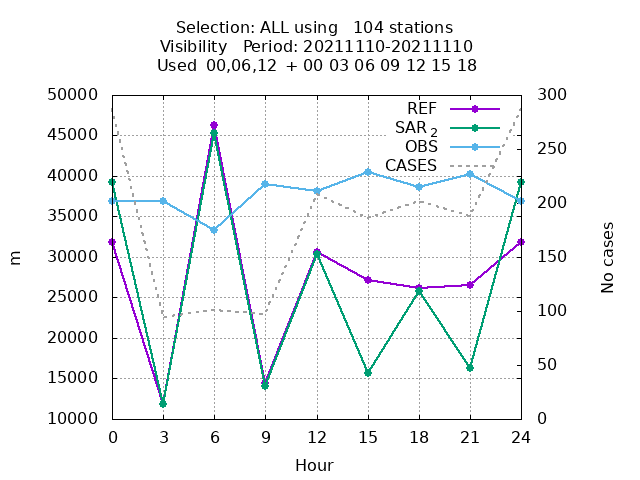 Selection: ALL using   104 stations
Visibility   Period: 20211110-20211110
Used  00,06,12  + 00 03 06 09 12 15 18
50000
45000
40000
35000
30000
25000
20000
15000
10000
m
REF
SAR 2
OBS
CASES
300
250
200
150
100
50
0
No cases
0 3 6 9 12 15 18 21 24
Hour